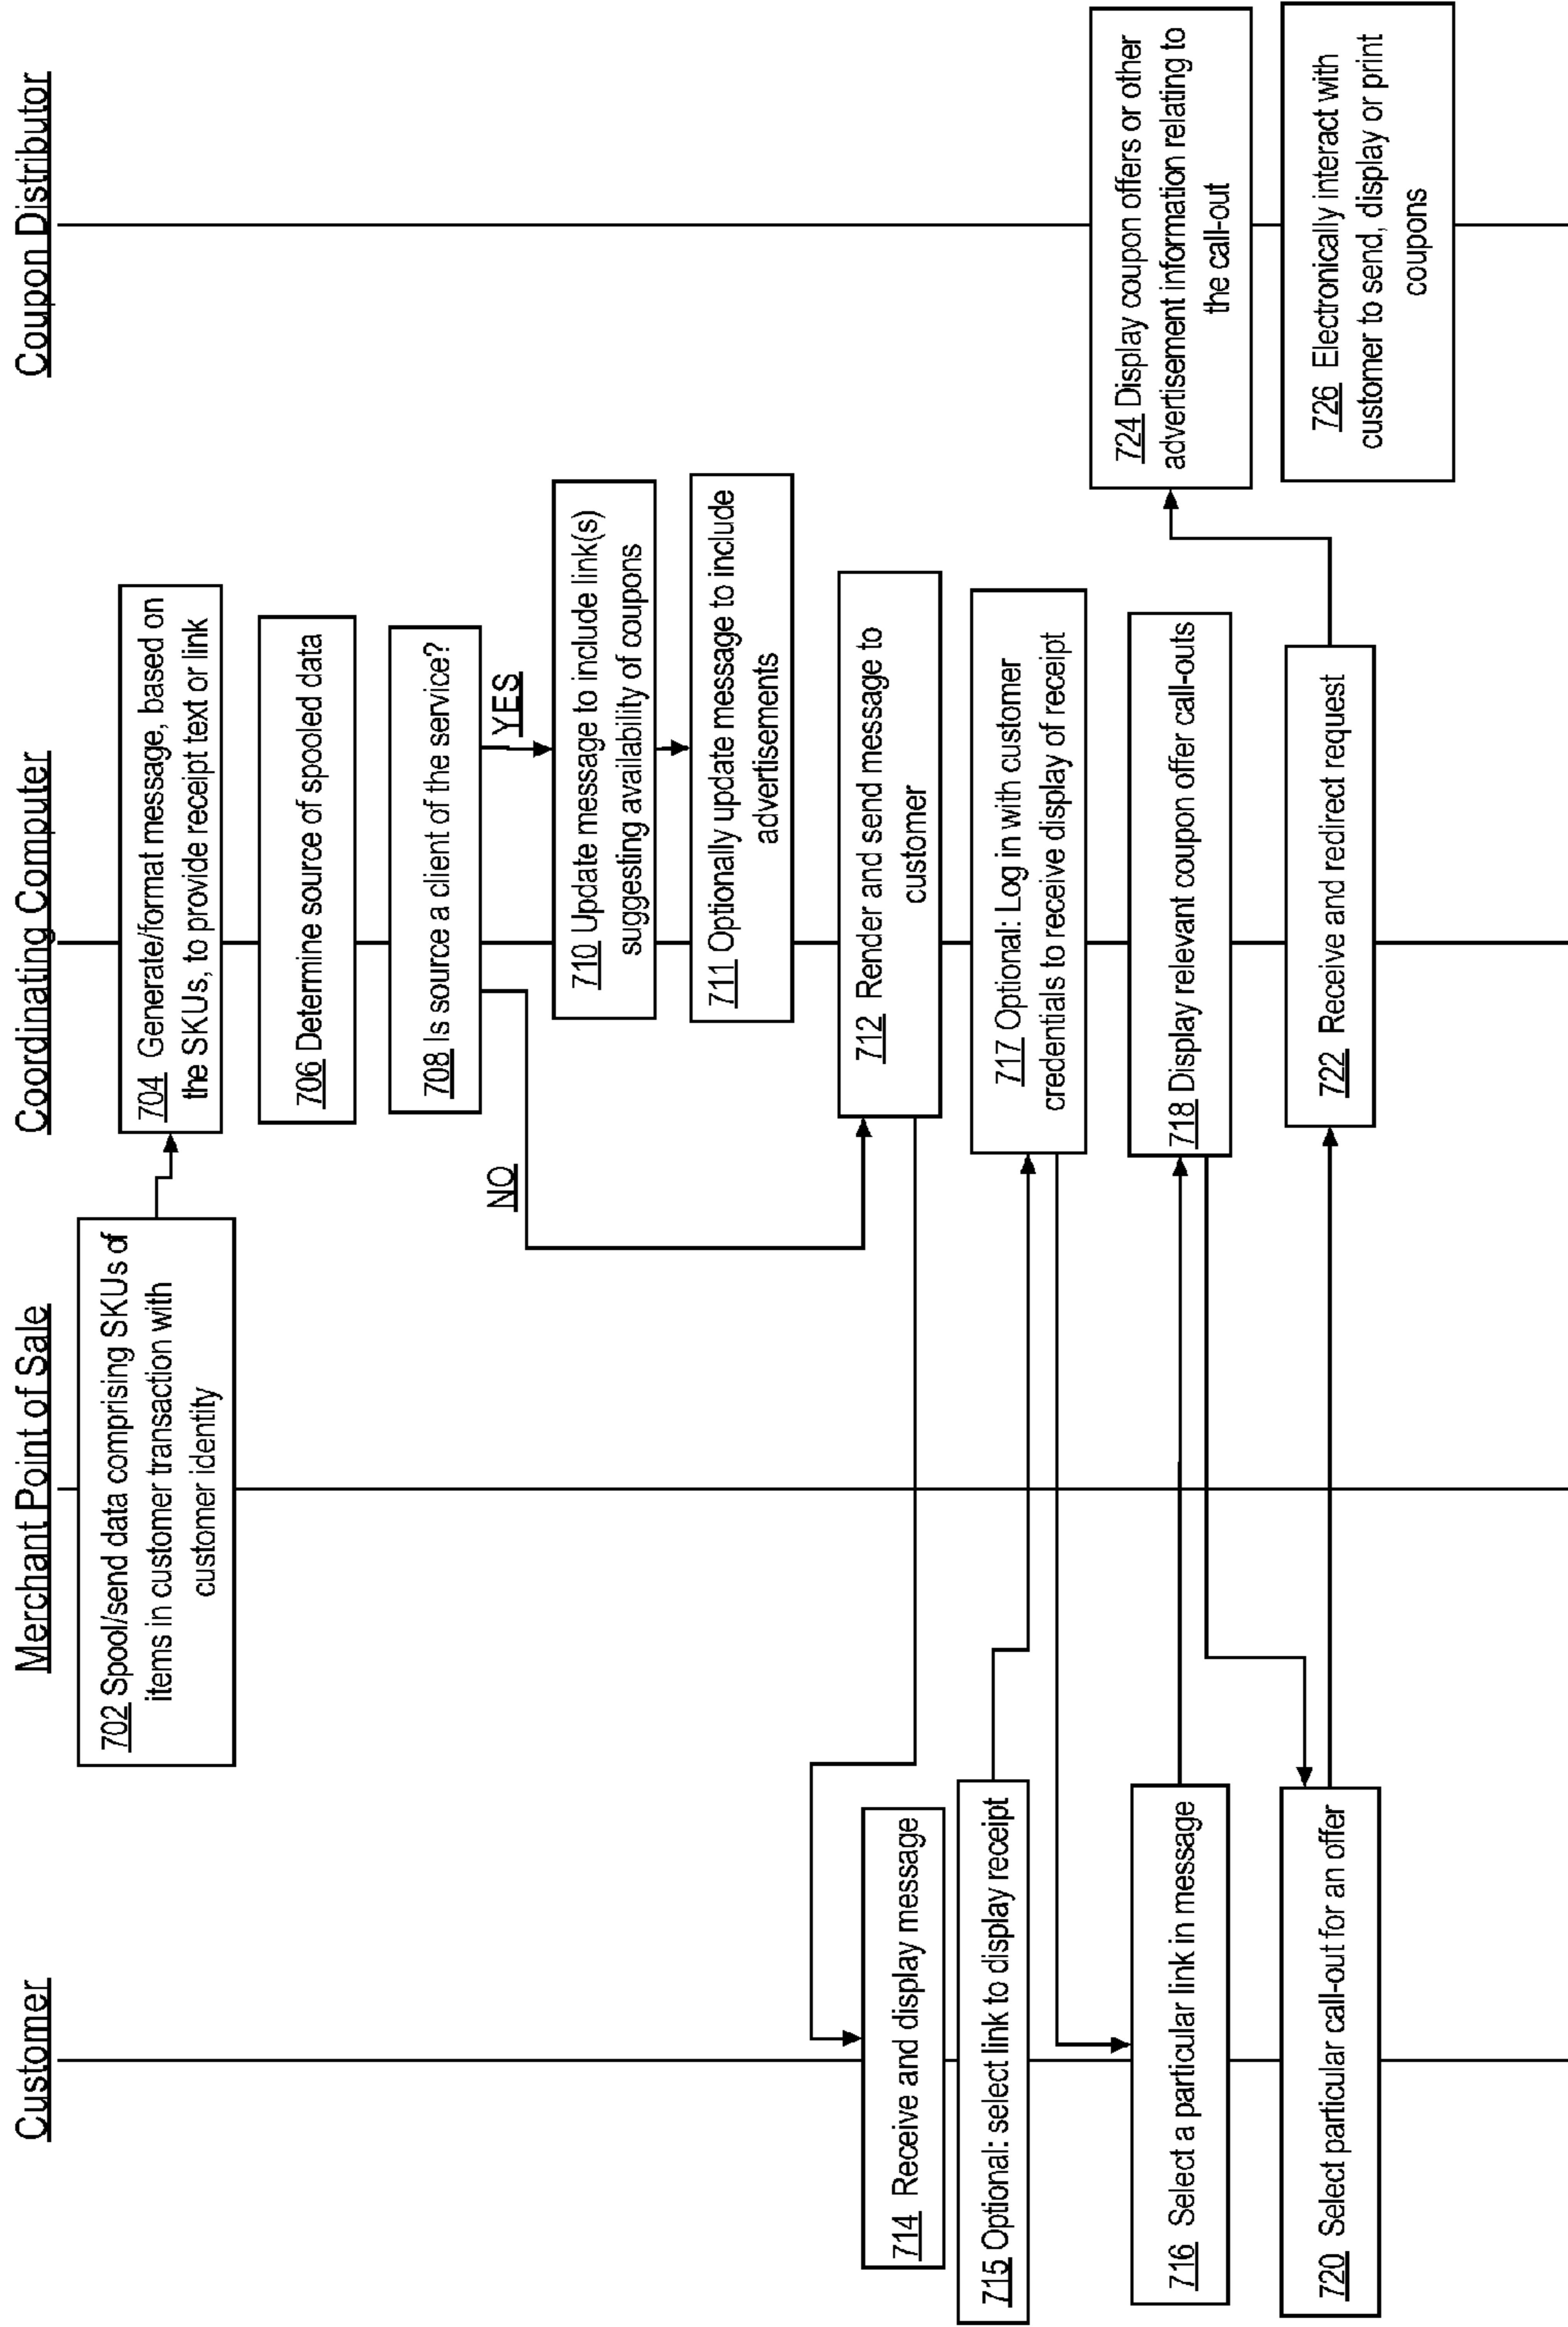 Customer
Merchant Point of Sale
Coordinating Computer
Coupon Distributor
702 Spool/send data comprising SKUs of
items in customer transaction with
customer identity
704 Generate/format message, based on
the SKUs, to provide receipt text or link
706 Determine source of spooled data
708 Is source a client of the service?
NO
YES
710 Update message to include link(s)
suggesting availability of coupons
711 Optionally update message to include
advertisements
712 Render and send message to
customer
714 Receive and display message
715 Optional: select link to display receipt
717 Optional: Log in with customer
credentials to receive display of receipt
716 Select a particular link in message
718 Display relevant coupon offer call-outs
720 Select particular call-out for an offer
722 Receive and redirect request
724 Display coupon offers or other
advertisement information relating to
the call-out
726 Electronically interact with
customer to send, display or print
coupons